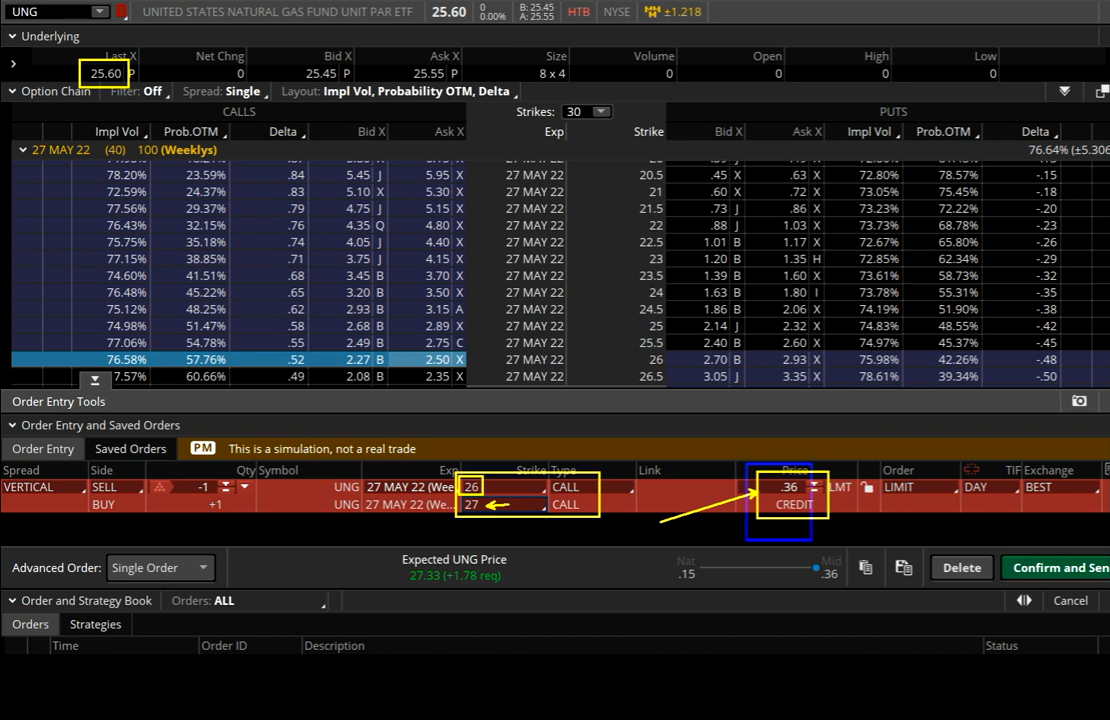 UNG UNITED STATES NATURAL GAS FUND UNIT PAR ETF 25.60 0 0.00% B: 25.45 A: 25.55 HTB NYSE ±1.218
Underlying
Last X Net Chng Bid X Ask X Size Volume Open High Low
25.60 P 0 25.45 P 25.55 P 8 x 4 0 0 0 0
Option Chain Filter: Off Spread: Single Layout: Impl Vol, Probability OTM, Delta
CALLS Strikes: 30 PUTS
Impl Vol Prob.OTM Delta Bid X Ask X Exp Strike Bid X Ask X Impl Vol Prob.OTM Delta
27 MAY 22 (40) 100 (Weeklys) 76.64% (±5.306
78.20% 23.59% .84 5.45 J 5.95 X 27 MAY 22 20.5 .45 X .63 X 72.80% 78.57% -.15
72.59% 24.37% .83 5.10 X 5.30 X 27 MAY 22 21 .60 X .72 X 73.05% 75.45% -.18
77.56% 29.37% .79 4.75 J 5.15 X 27 MAY 22 21.5 .73 J .86 X 73.23% 72.22% -.20
76.43% 32.15% .76 4.35 Q 4.80 X 27 MAY 22 22 .88 J 1.03 X 73.73% 68.78% -.23
75.75% 35.18% .74 4.05 J 4.40 X 27 MAY 22 22.5 1.01 B 1.17 X 72.67% 65.80% -.26
77.15% 38.85% .71 3.75 J 4.15 X 27 MAY 22 23 1.20 B 1.35 H 72.85% 62.34% -.29
74.60% 41.51% .68 3.45 B 3.70 X 27 MAY 22 23.5 1.39 B 1.60 X 73.61% 58.73% -.32
76.48% 45.22% .65 3.20 B 3.50 X 27 MAY 22 24 1.63 B 1.80 I 73.78% 55.31% -.35
75.12% 48.25% .62 2.93 B 3.15 A 27 MAY 22 24.5 1.86 B 2.06 X 74.19% 51.90% -.38
74.98% 51.47% .58 2.68 B 2.89 X 27 MAY 22 25 2.14 J 2.32 X 74.83% 48.55% -.42
77.06% 54.78% .55 2.49 B 2.75 C 27 MAY 22 25.5 2.40 B 2.60 X 74.97% 45.37% -.45
76.58% 57.76% .52 2.27 B 2.50 X 27 MAY 22 26 2.70 B 2.93 X 75.98% 42.26% -.48
7.57% 60.66% .49 2.08 B 2.35 X 27 MAY 22 26.5 3.05 J 3.35 X 78.61% 39.34% -.50
Order Entry Tools
Order Entry and Saved Orders
Order Entry Saved Orders PM This is a simulation, not a real trade
Spread Side Qty Symbol Exp Strike Type Link Price Order TIF Exchange
VERTICAL SELL -1 UNG 27 MAY 22 (Wee 26 CALL .36 LMT LIMIT DAY BEST
BUY +1 UNG 27 MAY 22 (We... 27 CALL CREDIT
Advanced Order: Single Order Expected UNG Price 27.33 (+1.78 req) Nat .15 Mid .36 Delete Confirm and Sen
Order and Strategy Book Orders: ALL Cancel
Orders Strategies
Time Order ID Description Status